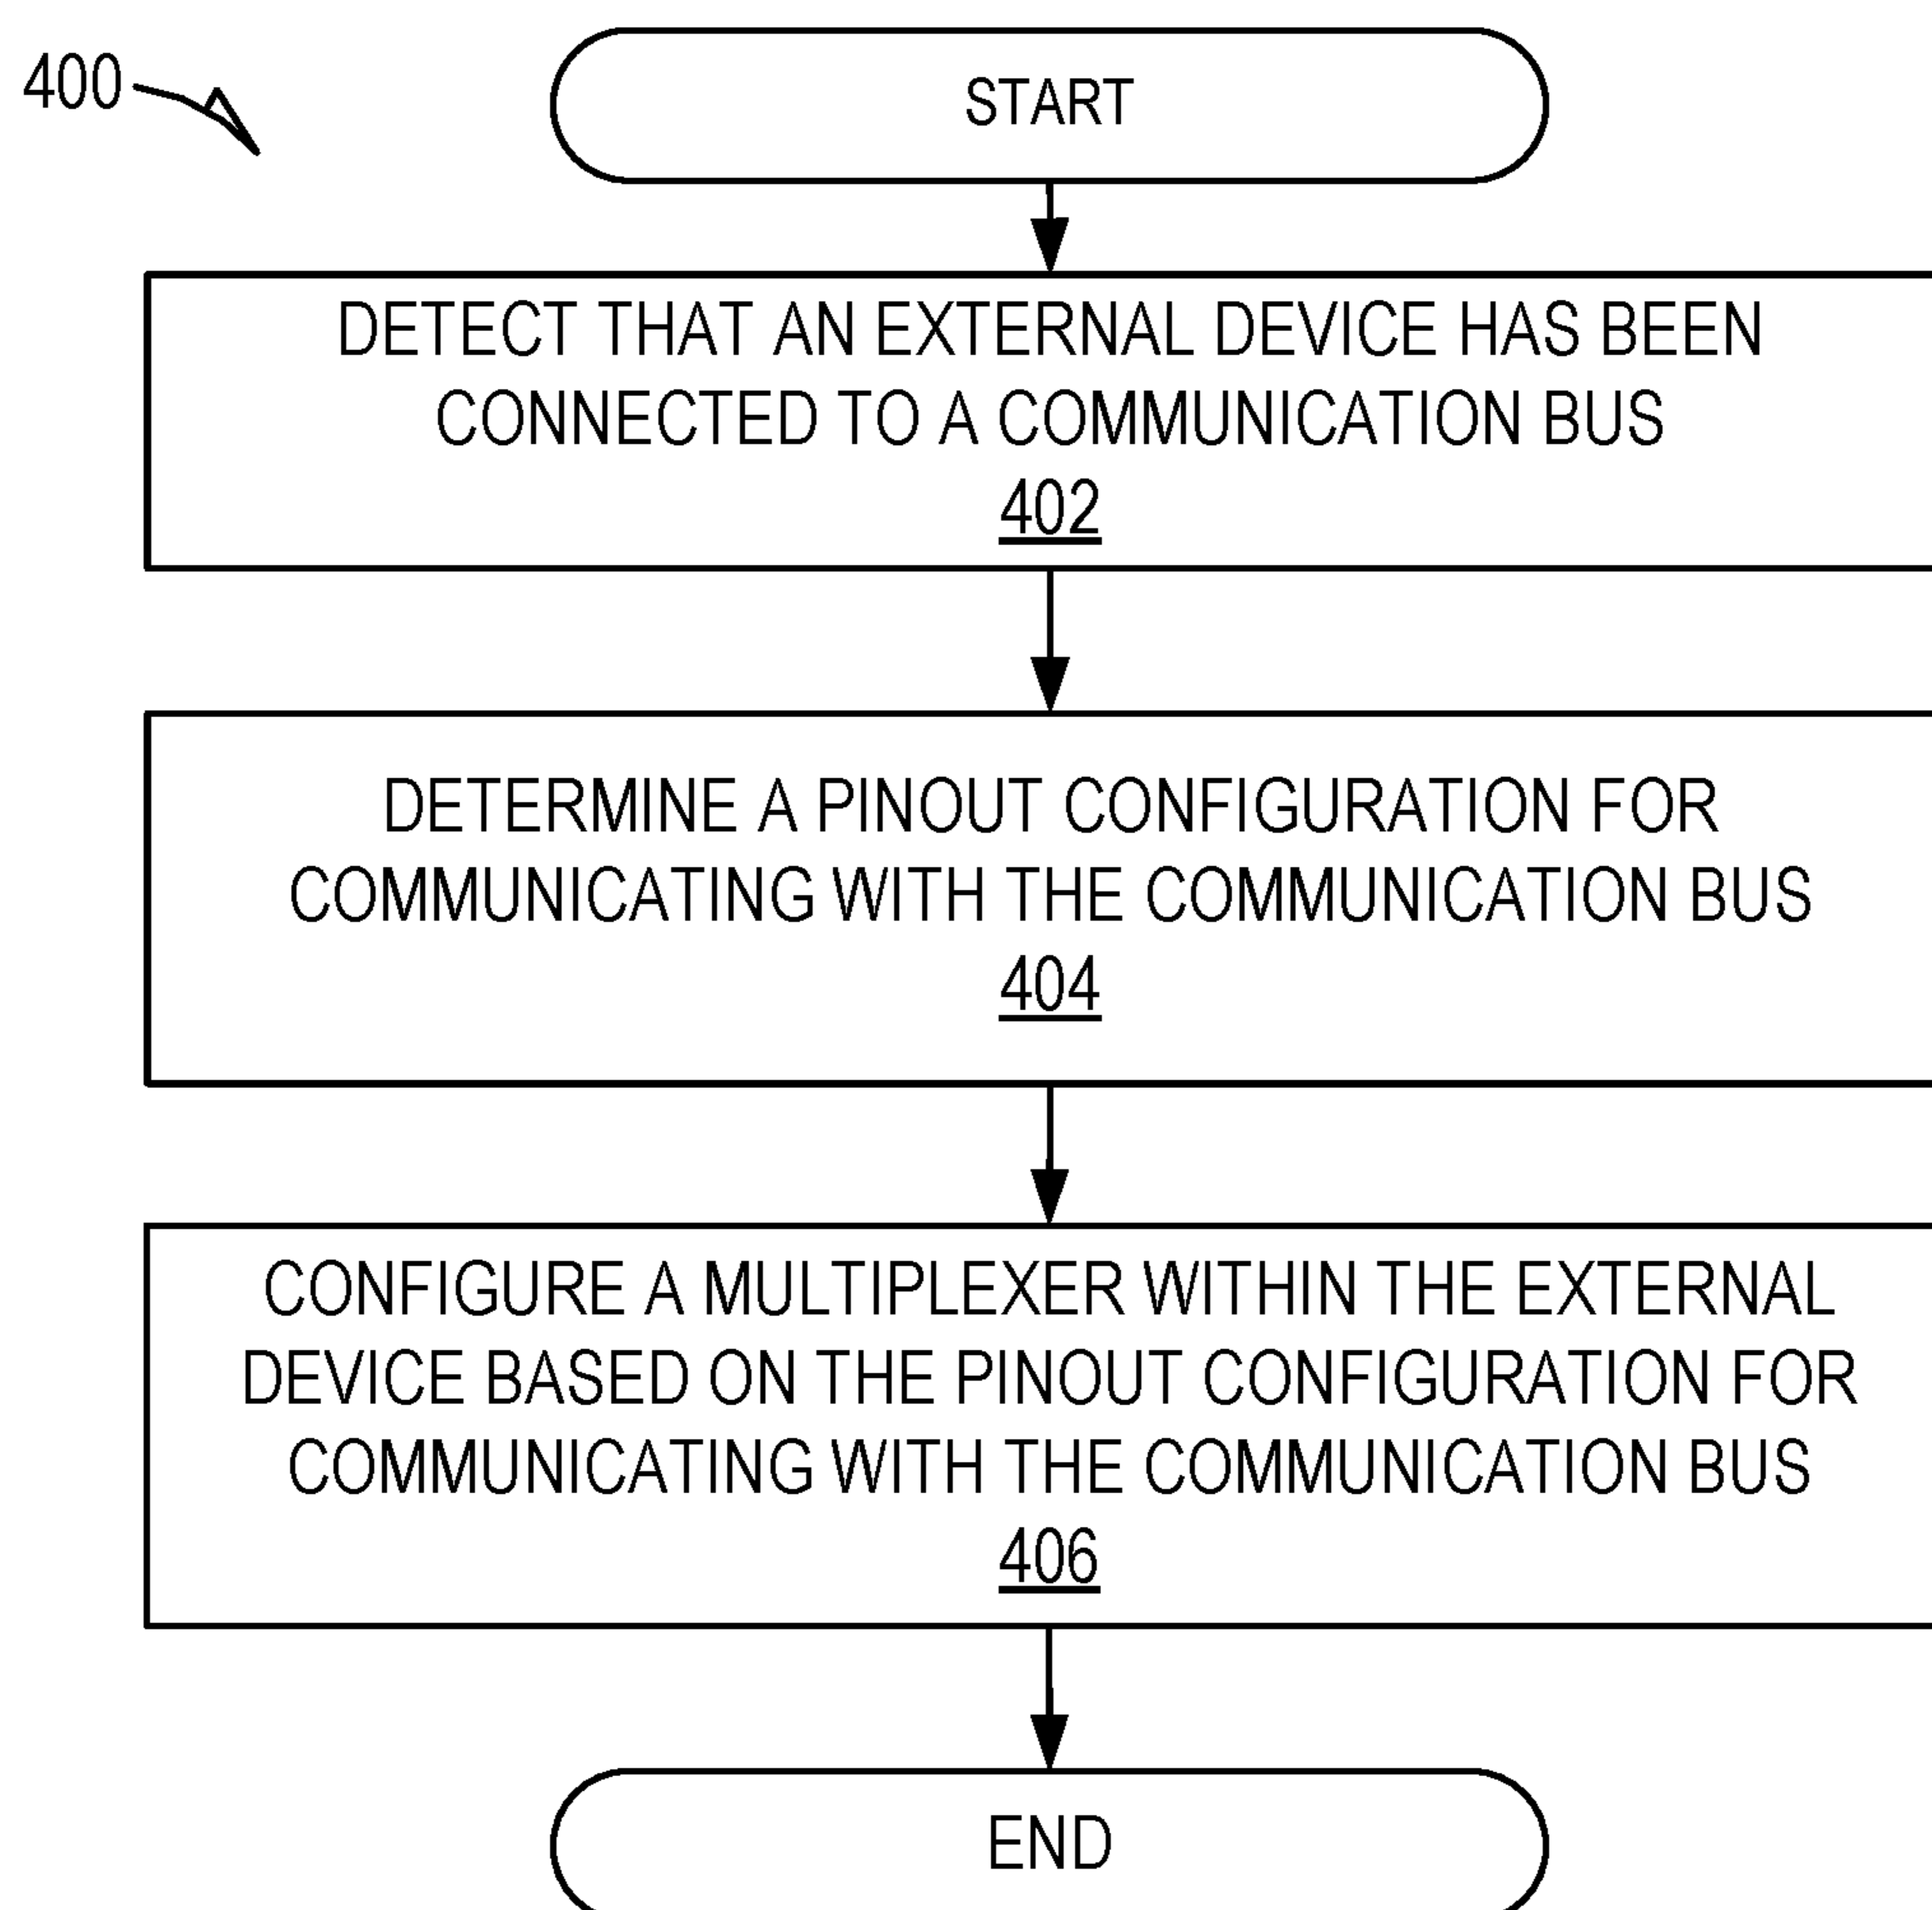 400
START
DETECT THAT AN EXTERNAL DEVICE HAS BEEN
CONNECTED TO A COMMUNICATION BUS
402
DETERMINE A PINOUT CONFIGURATION FOR
COMMUNICATING WITH THE COMMUNICATION BUS
404
CONFIGURE A MULTIPLEXER WITHIN THE EXTERNAL
DEVICE BASED ON THE PINOUT CONFIGURATION FOR
COMMUNICATING WITH THE COMMUNICATION BUS
406
END